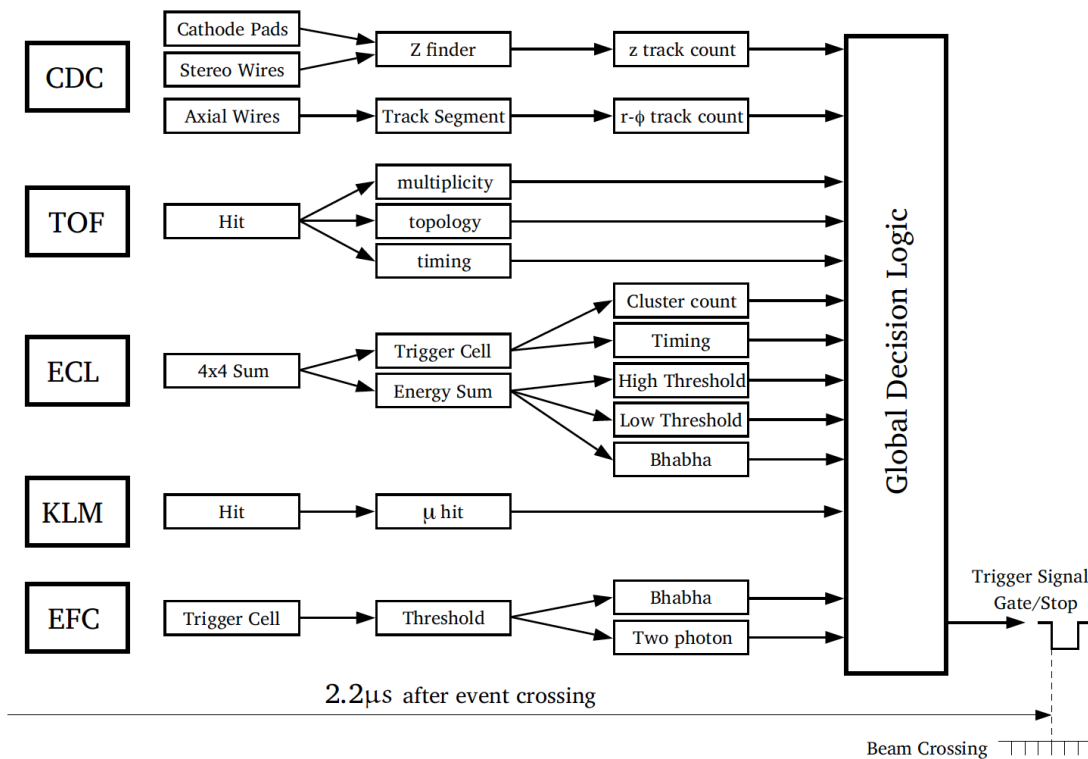 CDC
Cathode Pads
Stereo Wires
Z finder
z track count
Axial Wires
Track Segment
r-ϕ track count
TOF
Hit
multiplicity
topology
timing
ECL
4x4 Sum
Trigger Cell
Energy Sum
Cluster count
Timing
High Threshold
Low Threshold
Bhabha
KLM
Hit
μ hit
EFC
Trigger Cell
Threshold
Bhabha
Two photon
Global Decision Logic
Trigger Signal
Gate/Stop
2.2μs after event crossing
Beam Crossing